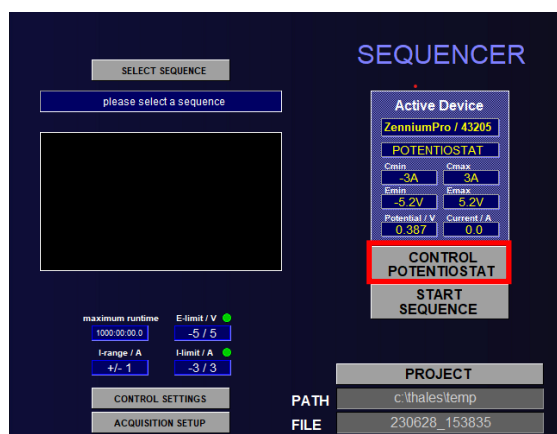 SEQUENCER
SELECT SEQUENCE
please select a sequence
Active Device
ZenniumPro / 43205
POTENTIOSTAT
Cmin Cmax
-3A 3A
Emin Emax
-5.2V 5.2V
Potential / V Current / A
0.387 0.0
CONTROL
POTENTIOSTAT
START
SEQUENCE
maximum runtime E-limit / V
1000:00:00.0 -5 / 5
I-range / A I-limit / A
+/- 1 -3 / 3
CONTROL SETTINGS
ACQUISITION SETUP
PROJECT
PATH c:\thales\temp
FILE 230628_153835